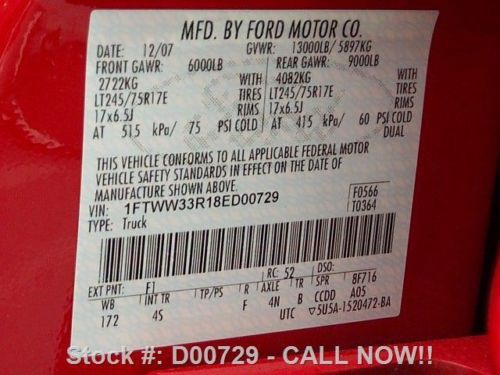 MFD. BY FORD MOTOR CO.
DATE: 12/07 GVWR: 13000LB/ 5897KG
FRONT GAWR: 6000LB REAR GAWR: 9000LB
2722KG WITH 4082KG WITH
LT245/75R17E TIRES LT245/75R17E TIRES
17x6.5J RIMS 17x6.5J RIMS
AT 515 kPa/ 75 PSI COLD AT 415 kPa/ 60 PSI COLD
DUAL
THIS VEHICLE CONFORMS TO ALL APPLICABLE FEDERAL MOTOR
VEHICLE SAFETY STANDARDS IN EFFECT ON THE DATE OF
MANUFACTURE SHOWN ABOVE.
VIN: 1FTWW33R18ED00729 F0566
TYPE: Truck T0364
EXT PNT: F1 RC: 52 DSO:
WB INT TR TP/PS R AXLE TR SPR 8F716
172 4S F 4N B CCDD A05
UTC ▽5U5A-1520472-BA
Stock #: D00729 - CALL NOW!!